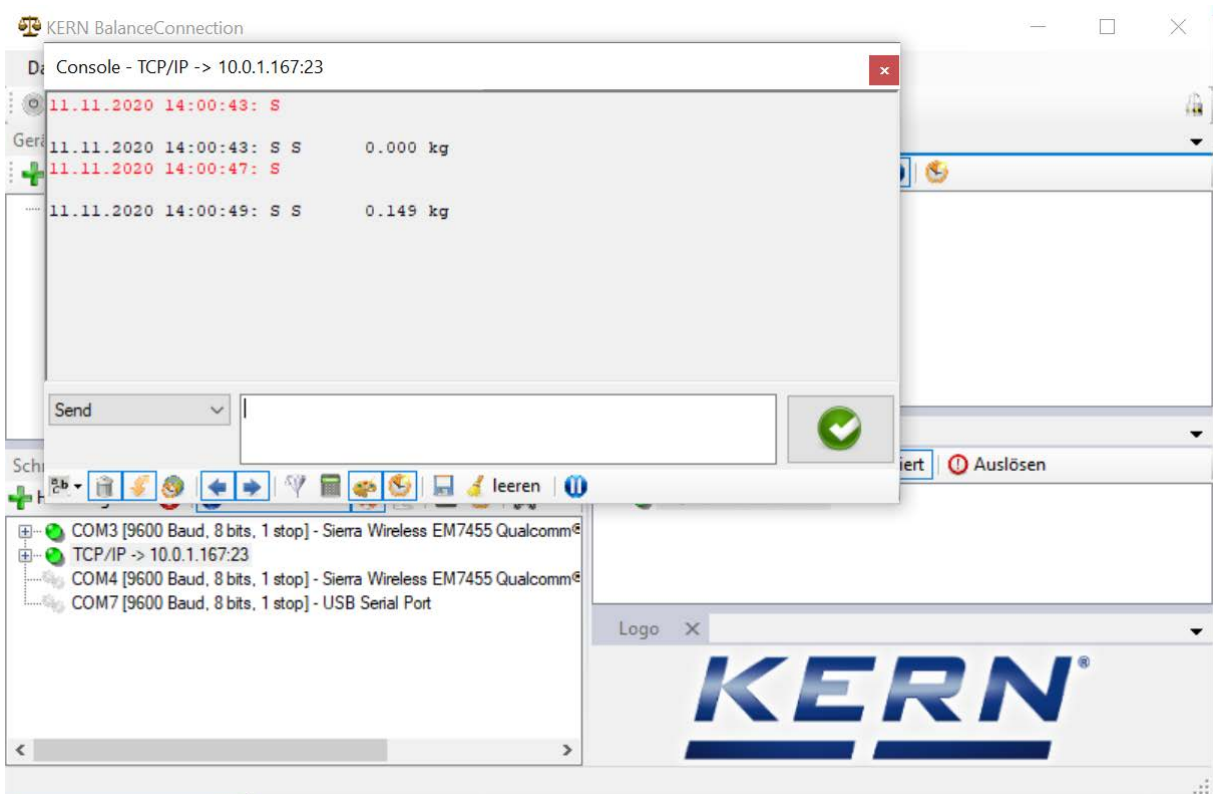 KERN BalanceConnection
Console - TCP/IP -> 10.0.1.167:23
11.11.2020 14:00:43: S
11.11.2020 14:00:43: S S 0.000 kg
11.11.2020 14:00:47: S
11.11.2020 14:00:49: S S 0.149 kg
Send
leeren
Auslösen
COM3 [9600 Baud, 8 bits, 1 stop] - Sierra Wireless EM7455 Qualcomm®
TCP/IP -> 10.0.1.167:23
COM4 [9600 Baud, 8 bits, 1 stop] - Sierra Wireless EM7455 Qualcomm®
COM7 [9600 Baud, 8 bits, 1 stop] - USB Serial Port
Logo
KERN®